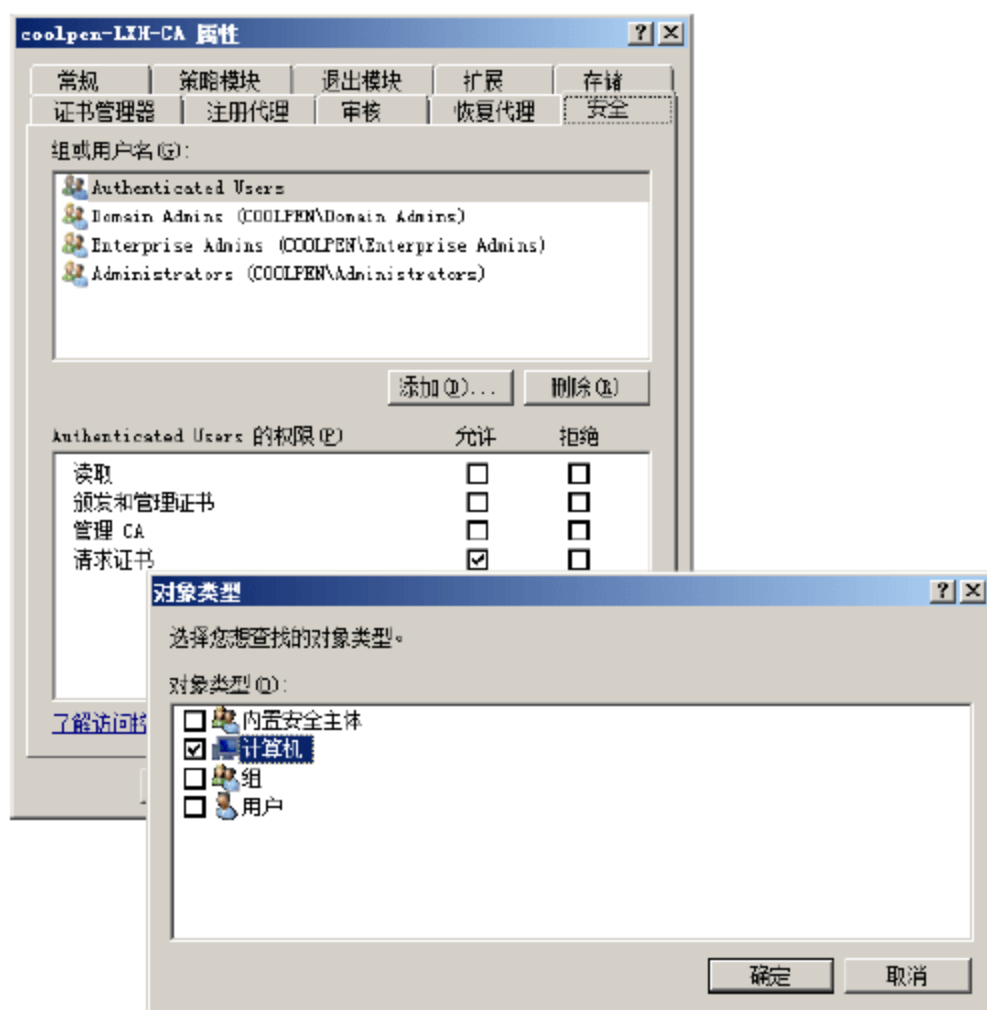 coolpen-LXH-CA 属性
常规 策略模块 退出模块 扩展 存储
证书管理器 注册代理 审核 恢复代理 安全
组或用户名(G):
Authenticated Users
Domain Admins (COOLPEN\Domain Admins)
Enterprise Admins (COOLPEN\Enterprise Admins)
Administrators (COOLPEN\Administrators)
添加(D)... 删除(R)
Authenticated Users 的权限(P) 允许 拒绝
读取
颁发和管理证书
管理 CA
请求证书
了解访问控
对象类型
选择您想查找的对象类型。
对象类型(O):
内置安全主体
计算机
组
用户
确定 取消